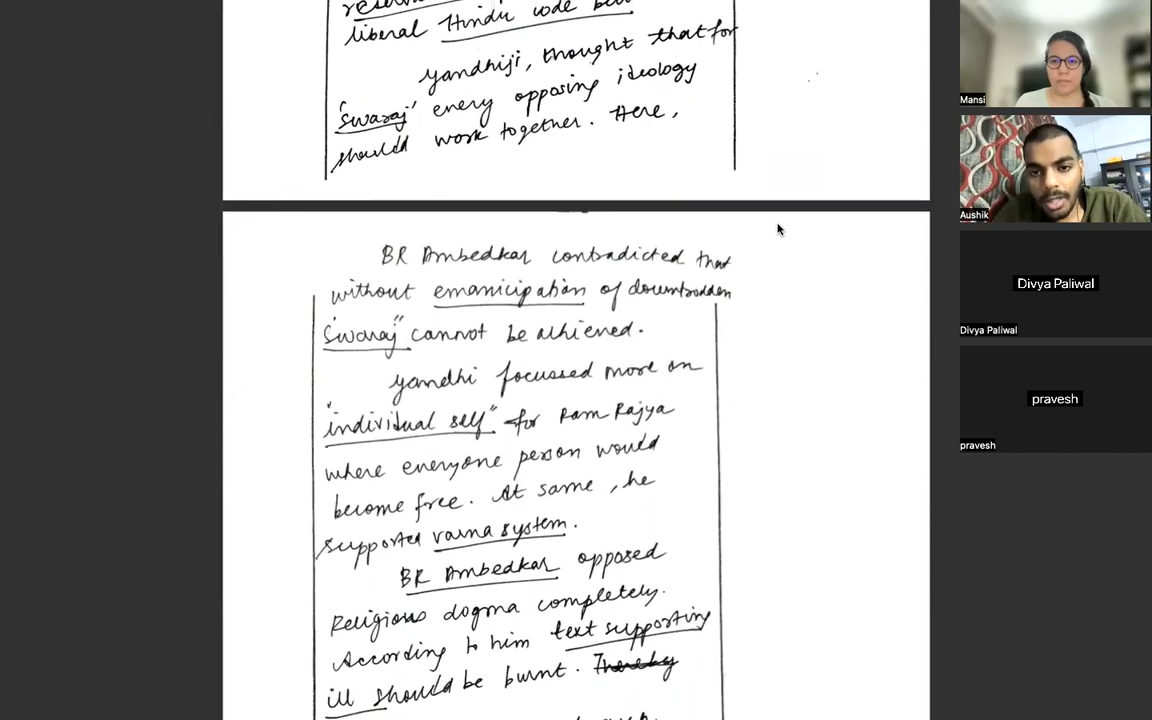 liberal Hindu code
Gandhiji, thought that for
'Swaraj' every opposing ideology
should work together. Here,
BR Ambedkar contradicted that
without emanicipation of downtrodden
"Swaraj" cannot be achieved.
Gandhi focussed more on
"individual self" for Ram Rajya
where everyone person would
become free. At same, he
supported varna system.
BR Ambedkar opposed
Religious dogma completely.
According to him text supporting
ill should be burnt. Thereby
Mansi
Aushik
Divya Paliwal
Divya Paliwal
pravesh
pravesh